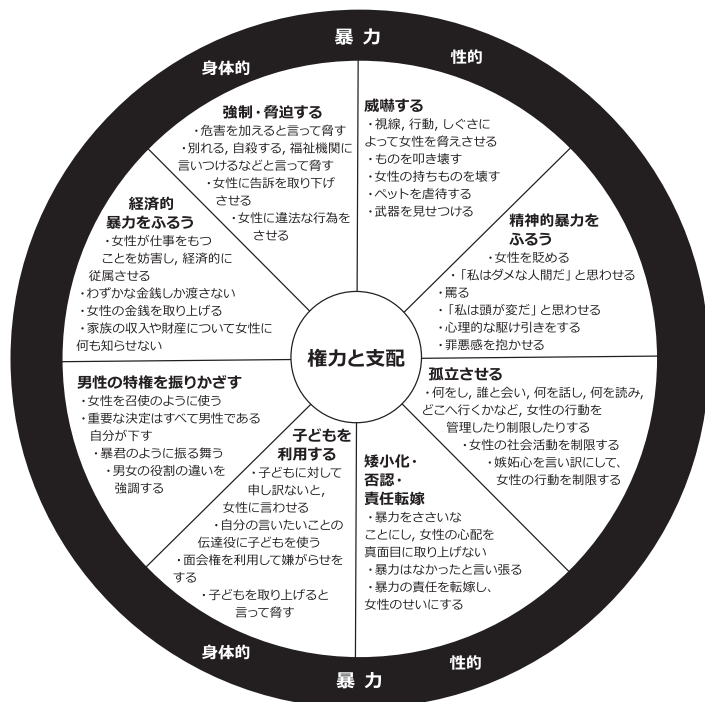 暴 力
身体的
性的
強制・脅迫する
・危害を加えると言って脅す
・別れる, 自殺する, 福祉機関に
言いつけるなどと言って脅す
・女性に告訴を取り下げ
させる
・女性に違法な行為を
させる
威嚇する
・視線, 行動, しぐさに
よって女性を脅えさせる
・ものを叩き壊す
・女性の持ちものを壊す
・ペットを虐待する
・武器を見せつける
経済的
暴力をふるう
・女性が仕事をもつ
ことを妨害し, 経済的に
従属させる
・わずかな金銭しか渡さない
・女性の金銭を取り上げる
・家族の収入や財産について女性に
何も知らせない
精神的暴力を
ふるう
・女性を貶める
・「私はダメな人間だ」と思わせる
・罵る
・「私は頭が変だ」と思わせる
・心理的な駆け引きをする
・罪悪感を抱かせる
権力と支配
男性の特権を振りかざす
・女性を召使のように使う
・重要な決定はすべて男性である
自分が下す
・暴君のように振る舞う
・男女の役割の違いを
強調する
孤立させる
・何をし, 誰と会い, 何を話し, 何を読み,
どこへ行くかなど, 女性の行動を
管理したり制限したりする
・女性の社会活動を制限する
・嫉妬心を言い訳にして、
女性の行動を制限する
子どもを
利用する
・子どもに対して
申し訳ないと,
女性に言わせる
・自分の言いたいことの
伝達役に子どもを使う
・面会権を利用して嫌がらせを
する
・子どもを取り上げると
言って脅す
矮小化・
否認・
責任転嫁
・暴力をささいな
ことにし, 女性の心配を
真面目に取り上げない
・暴力はなかったと言い張る
・暴力の責任を転嫁し、
女性のせいにする
身体的
性的
暴 力